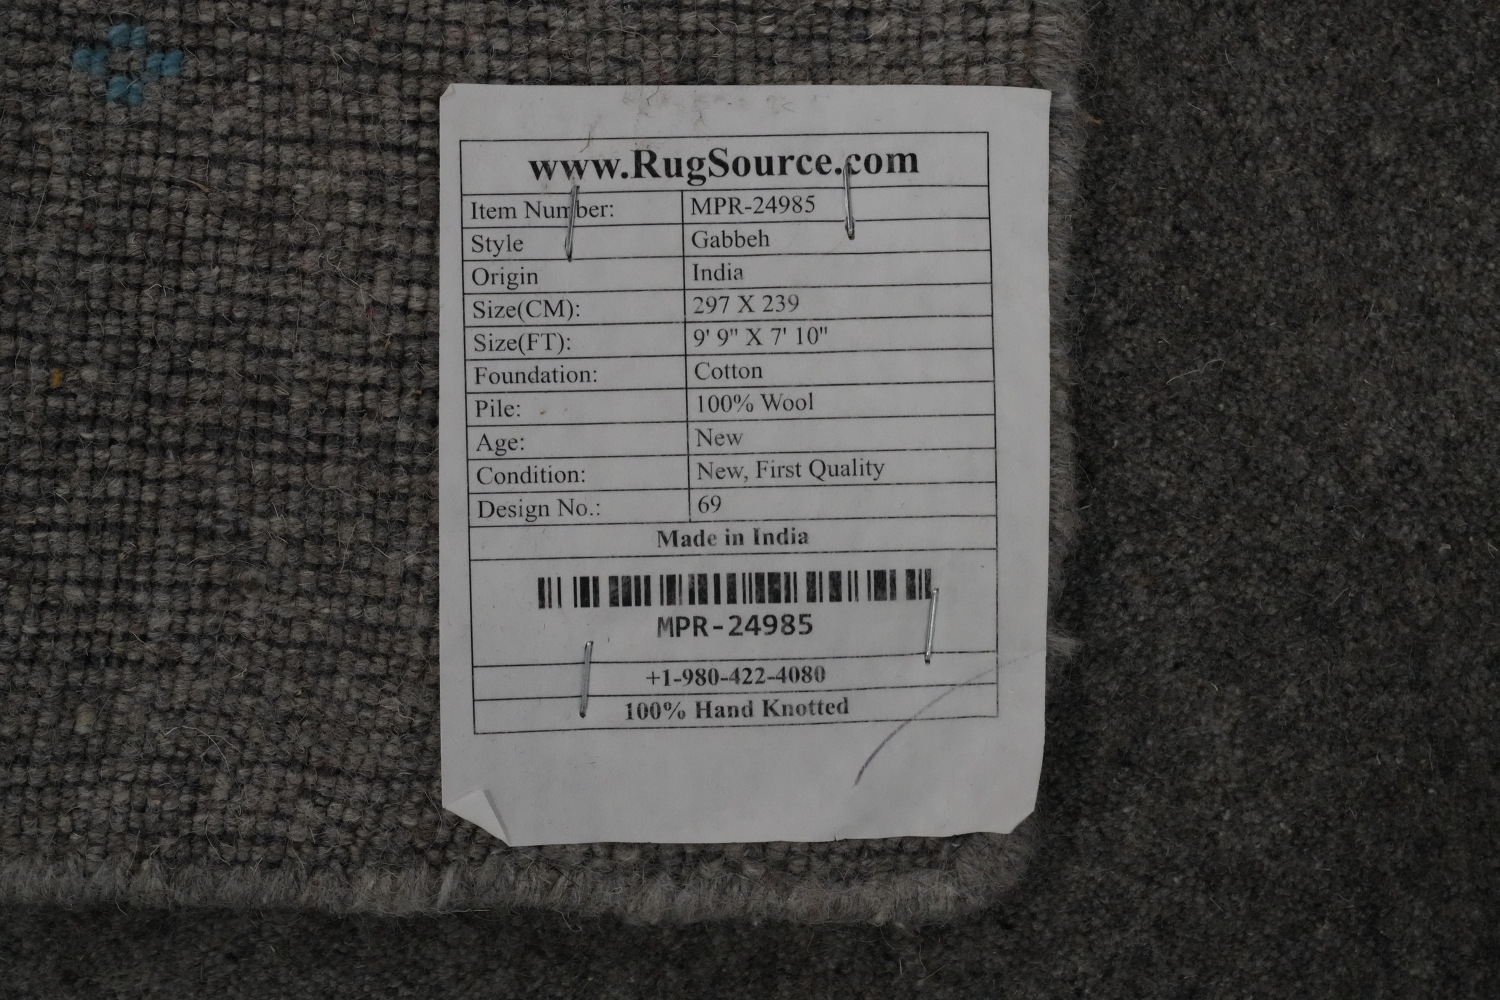 www.RugSource.com
Item Number: MPR-24985
Style Gabbeh
Origin India
Size(CM): 297 X 239
Size(FT): 9' 9" X 7' 10"
Foundation: Cotton
Pile: 100% Wool
Age: New
Condition: New, First Quality
Design No.: 69
Made in India
MPR-24985
+1-980-422-4080
100% Hand Knotted